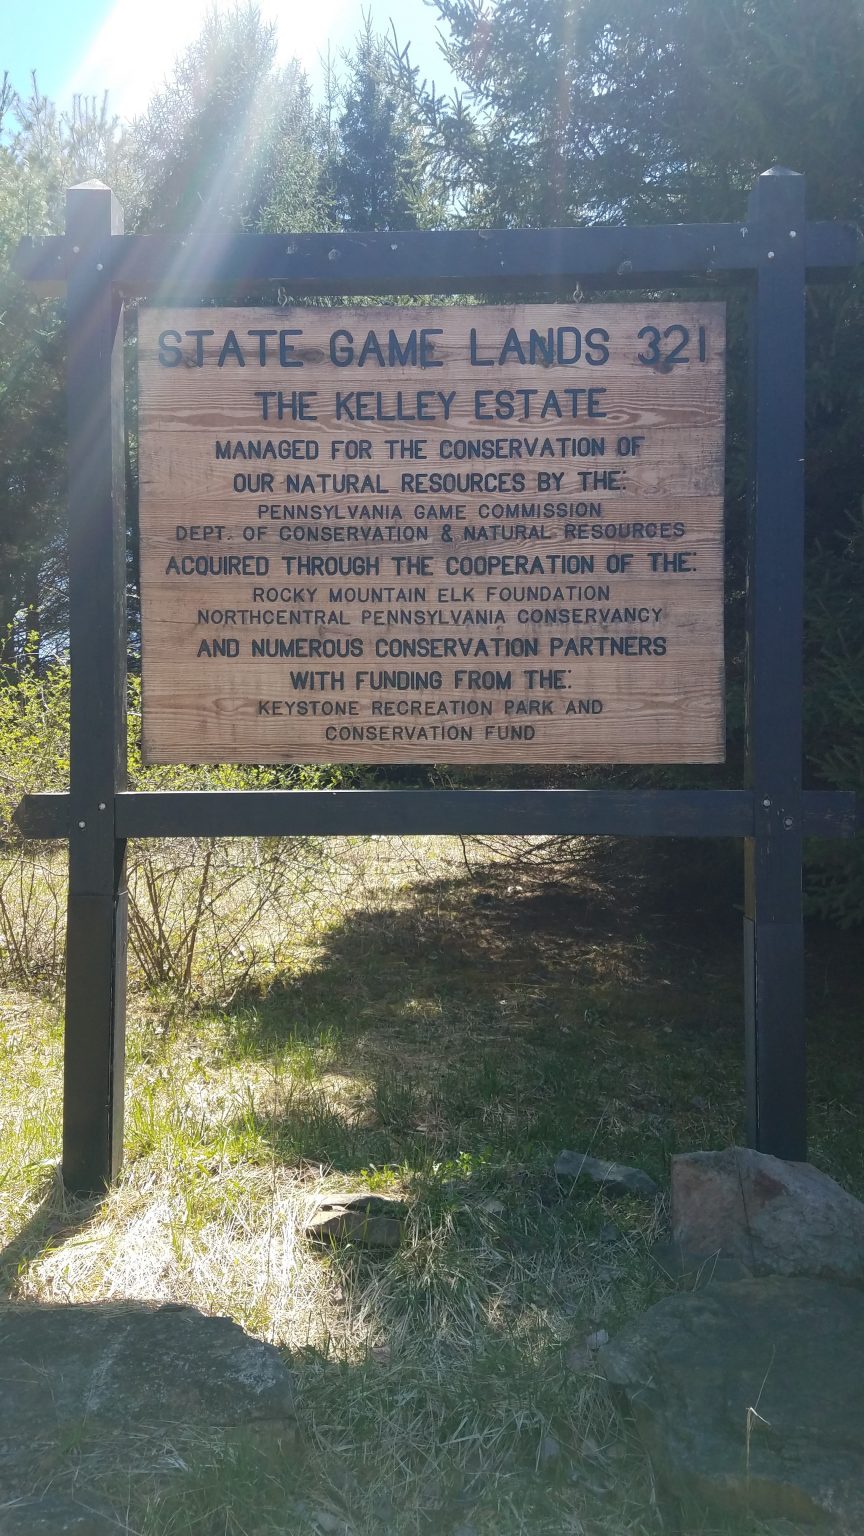 STATE GAME LANDS 321
THE KELLEY ESTATE
MANAGED FOR THE CONSERVATION OF
OUR NATURAL RESOURCES BY THE:
PENNSYLVANIA GAME COMMISSION
DEPT. OF CONSERVATION & NATURAL RESOURCES
ACQUIRED THROUGH THE COOPERATION OF THE:
ROCKY MOUNTAIN ELK FOUNDATION
NORTHCENTRAL PENNSYLVANIA CONSERVANCY
AND NUMEROUS CONSERVATION PARTNERS
WITH FUNDING FROM THE:
KEYSTONE RECREATION PARK AND
CONSERVATION FUND